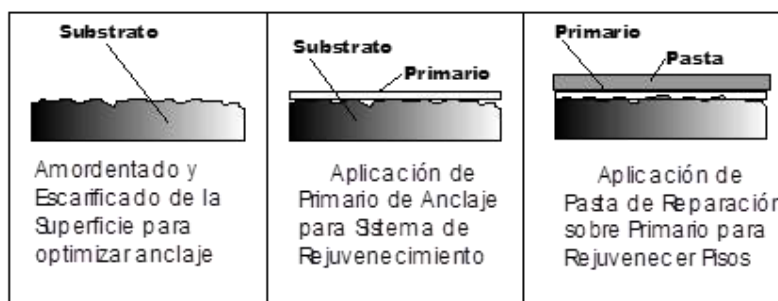 Substrato
Amordentado y
Escarificado de la
Superficie para
optimizar anclaje
Substrato
Primario
Aplicación de
Primario de Anclaje
para Sistema de
Rejuvenecimiento
Primario
Pasta
Aplicación de
Pasta de Reparación
sobre Primario para
Rejuvenecer Pisos